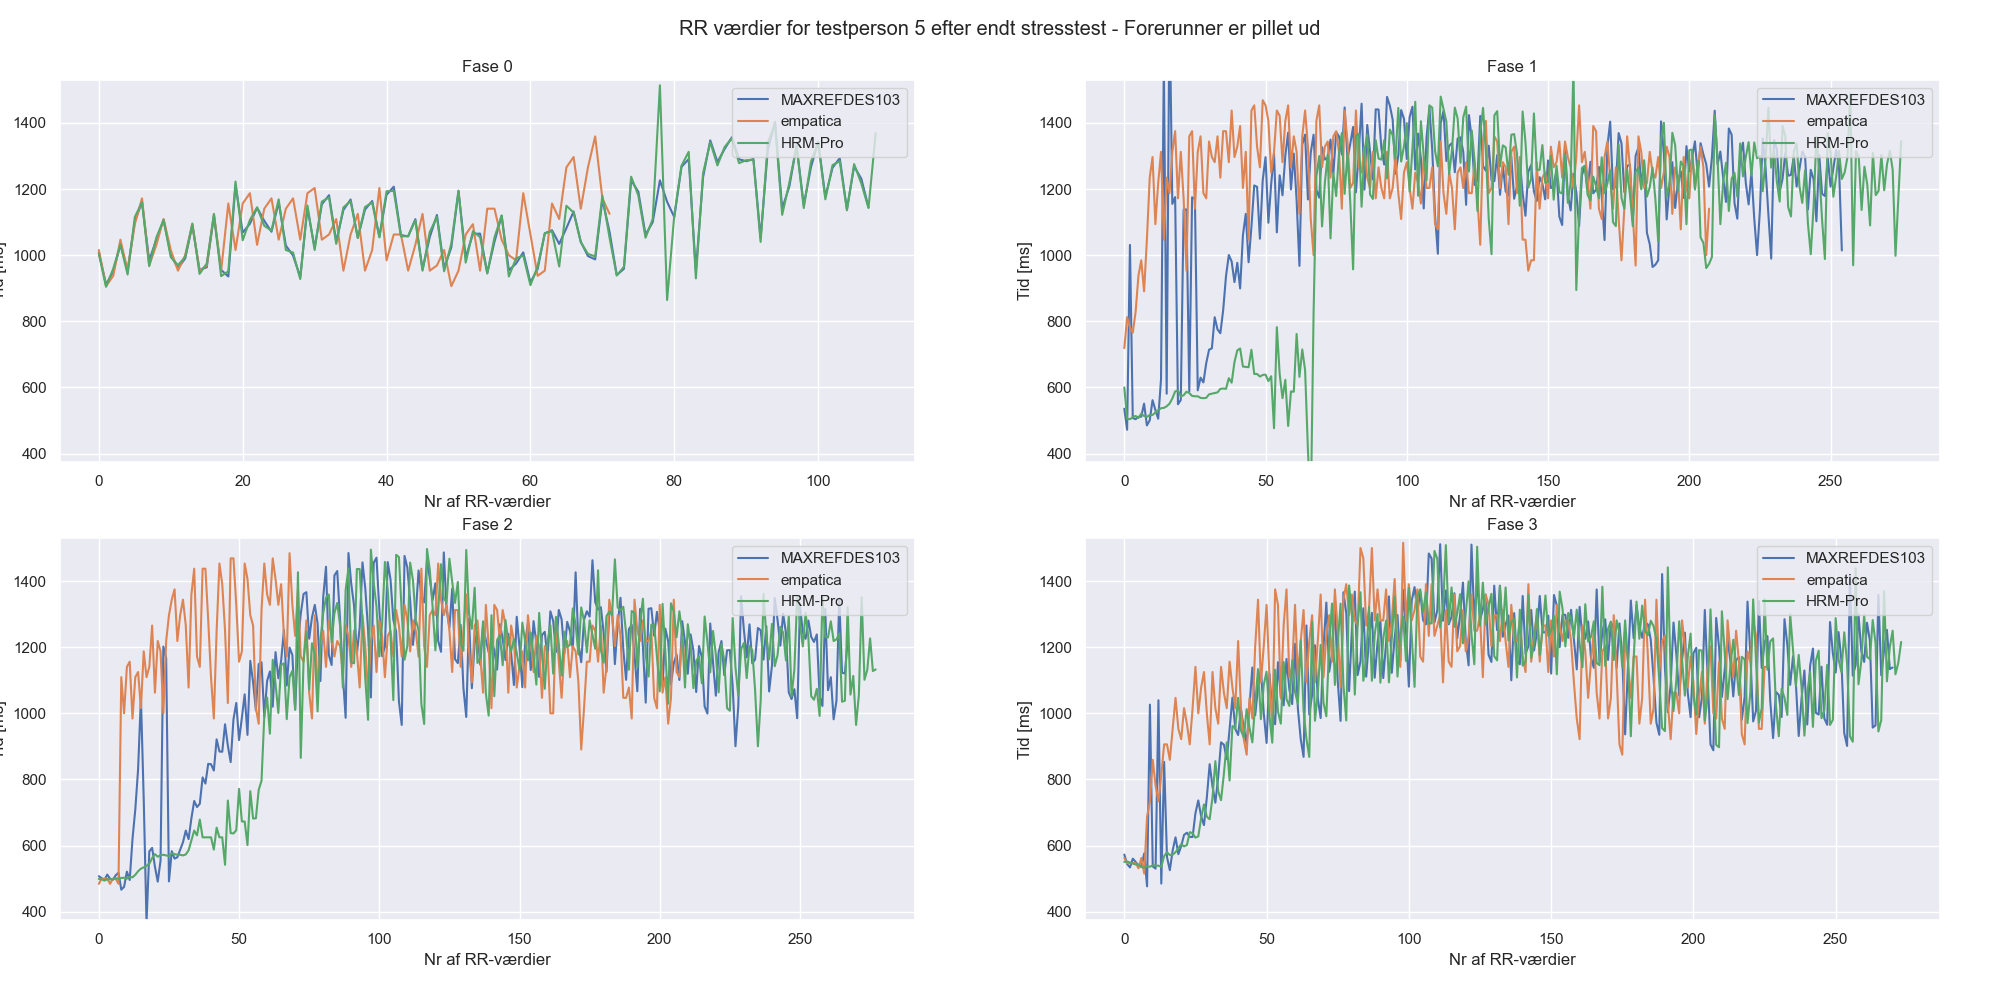 RR værdier for testperson 5 efter endt stresstest - Forerunner er pillet ud
Fase 0
MAXREFDES103
empatica
HRM-Pro
1400
1200
1000
800
600
400
0 20 40 60 80 100
Nr af RR-værdier
Fase 1
MAXREFDES103
empatica
HRM-Pro
Tid [ms]
1400
1200
1000
800
600
400
0 50 100 150 200 250
Nr af RR-værdier
Fase 2
MAXREFDES103
empatica
HRM-Pro
1400
1200
1000
800
600
400
0 50 100 150 200 250
Nr af RR-værdier
Fase 3
MAXREFDES103
empatica
HRM-Pro
Tid [ms]
1400
1200
1000
800
600
400
0 50 100 150 200 250
Nr af RR-værdier